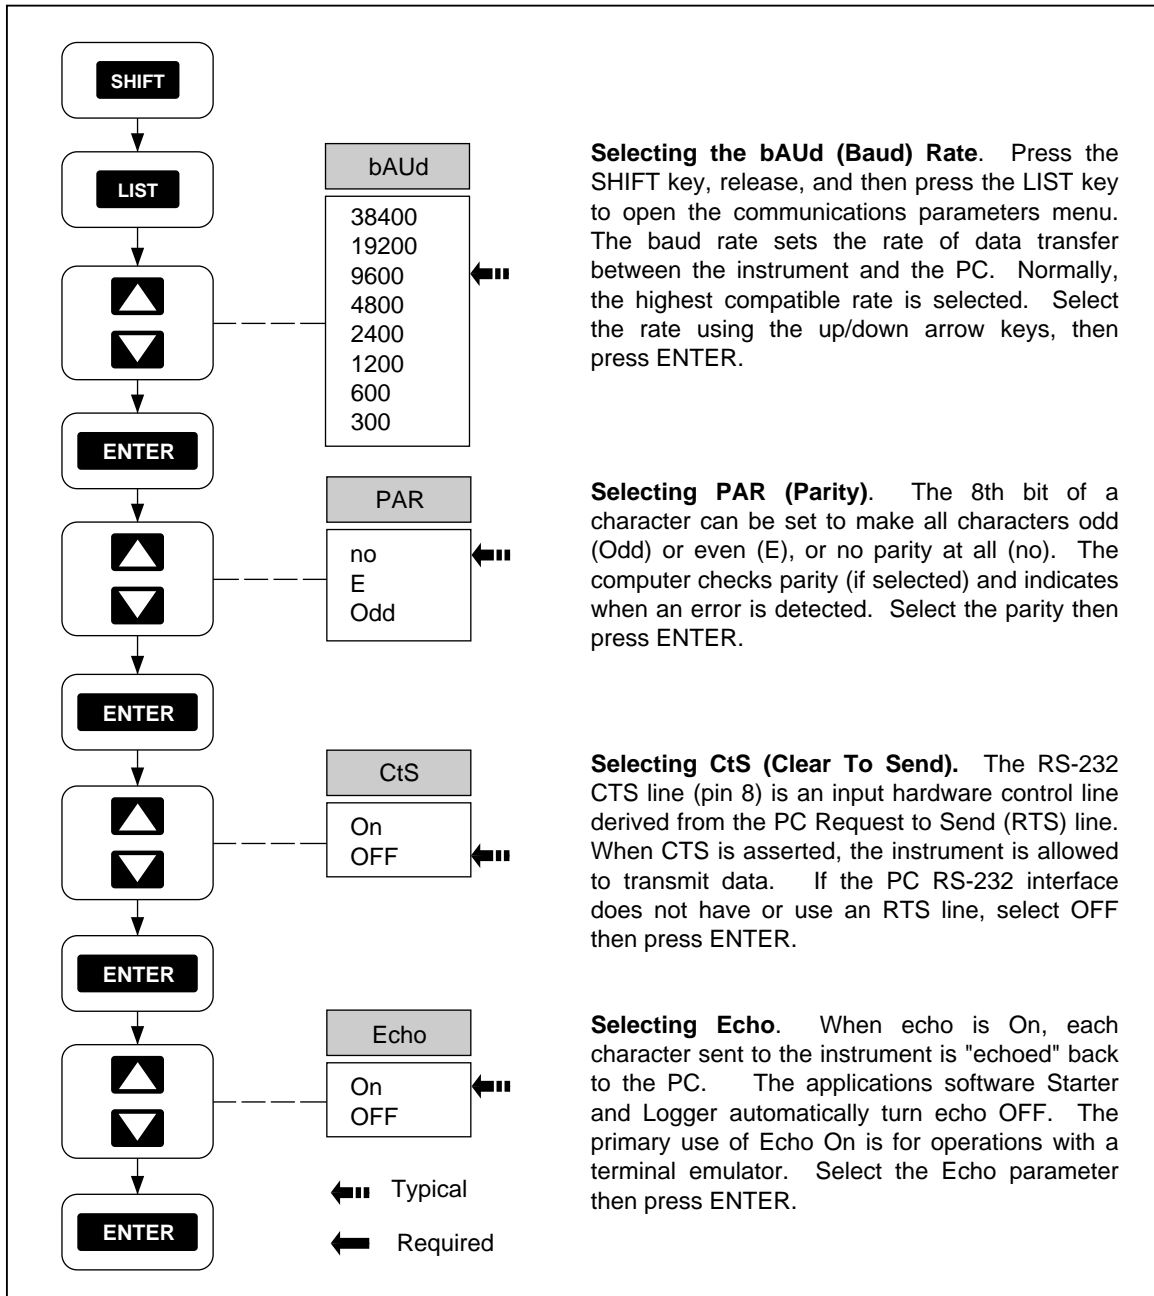 SHIFT
LIST
bAUd
38400
19200
9600
4800
2400
1200
600
300
Selecting the bAUd (Baud) Rate. Press the
SHIFT key, release, and then press the LIST key
to open the communications parameters menu.
The baud rate sets the rate of data transfer
between the instrument and the PC. Normally,
the highest compatible rate is selected. Select
the rate using the up/down arrow keys, then
press ENTER.
ENTER
PAR
no
E
Odd
Selecting PAR (Parity). The 8th bit of a
character can be set to make all characters odd
(Odd) or even (E), or no parity at all (no). The
computer checks parity (if selected) and indicates
when an error is detected. Select the parity then
press ENTER.
ENTER
CtS
On
OFF
Selecting CtS (Clear To Send). The RS-232
CTS line (pin 8) is an input hardware control line
derived from the PC Request to Send (RTS) line.
When CTS is asserted, the instrument is allowed
to transmit data. If the PC RS-232 interface
does not have or use an RTS line, select OFF
then press ENTER.
ENTER
Echo
On
OFF
Selecting Echo. When echo is On, each
character sent to the instrument is "echoed" back
to the PC. The applications software Starter
and Logger automatically turn echo OFF. The
primary use of Echo On is for operations with a
terminal emulator. Select the Echo parameter
then press ENTER.
ENTER
Typical
Required